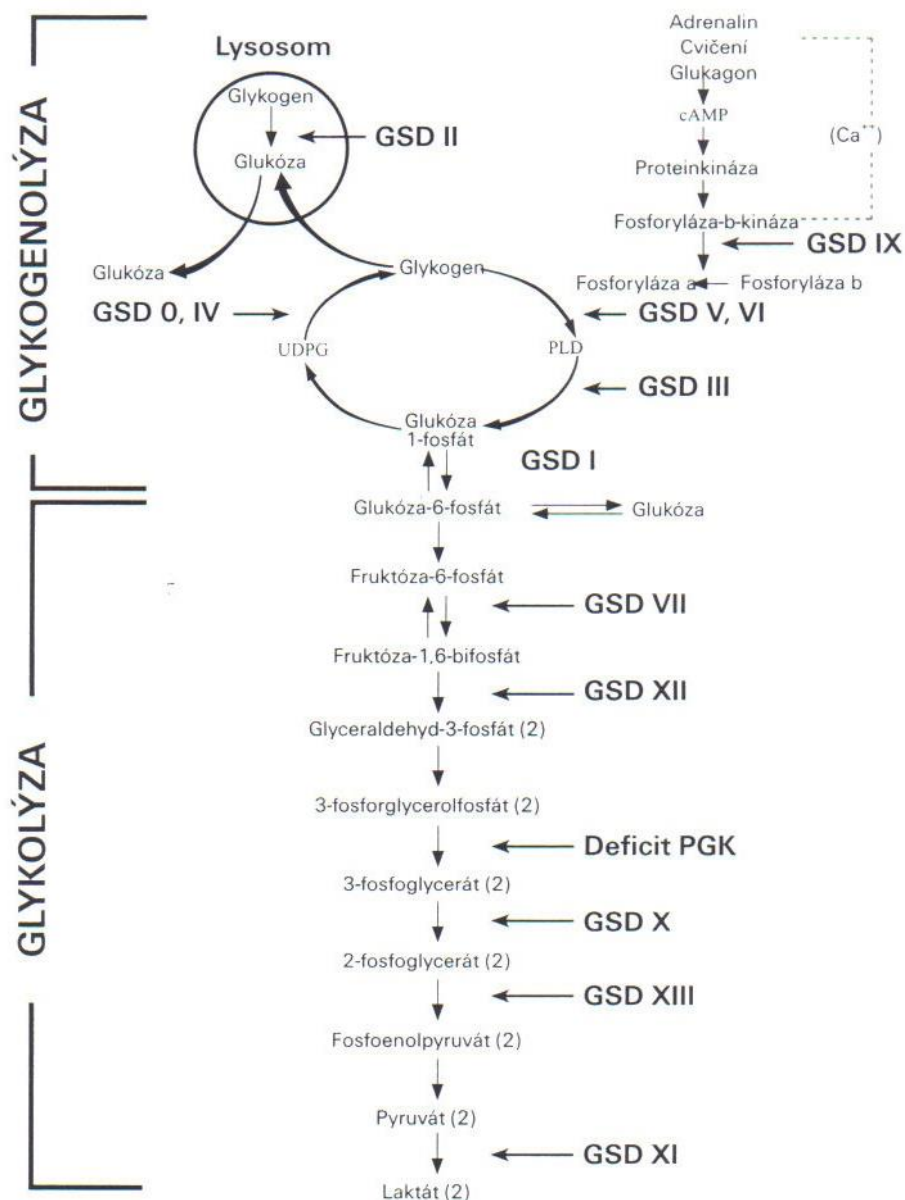 GLYKOGENOLÝZA
Lysosom
Glykogen
GSD II
Glukóza
Adrenalin
Cvičení
Glukagon
cAMP
(Ca⁺⁺)
Proteinkináza
Fosforyláza-b-kináza
GSD IX
Fosforyláza a
Fosforyláza b
Glukóza
Glykogen
GSD 0, IV
GSD V, VI
UDPG
PLD
GSD III
Glukóza
1-fosfát
GSD I
GLYKOLÝZA
Glukóza-6-fosfát
Glukóza
Fruktóza-6-fosfát
GSD VII
Fruktóza-1,6-bifosfát
GSD XII
Glyceraldehyd-3-fosfát (2)
3-fosforglycerolfosfát (2)
Deficit PGK
3-fosfoglycerát (2)
GSD X
2-fosfoglycerát (2)
GSD XIII
Fosfoenolpyruvát (2)
Pyruvát (2)
GSD XI
Laktát (2)